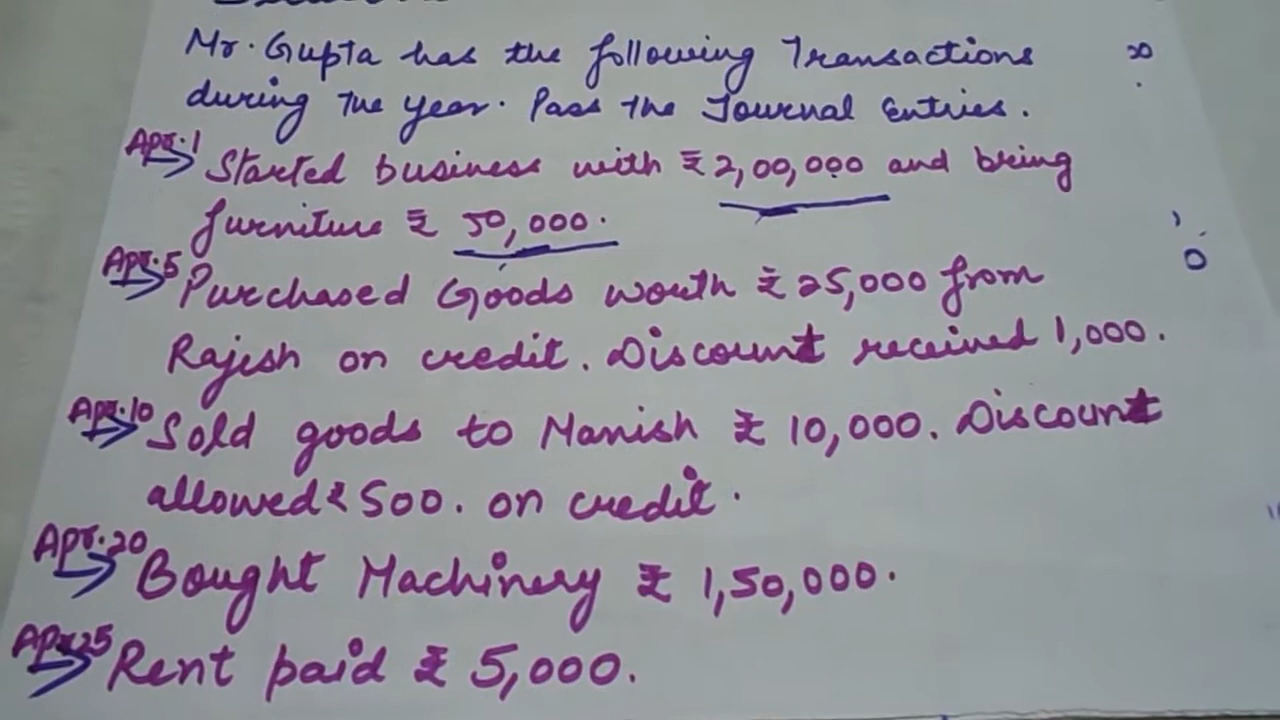 Mr. Gupta has the following Transactions
during the year. Pass the Journal Entries.
Apr.1 Started business with ₹ 2,00,000 and bring
furniture ₹ 50,000.
Apr.5 Purchased Goods worth ₹ 25,000 from
Rajesh on credit. Discount received 1,000.
Apr.10 Sold goods to Manish ₹ 10,000. Discount
allowed ₹ 500. on credit.
Apr.20 Bought Machinery ₹ 1,50,000.
Apr.25 Rent paid ₹ 5,000.